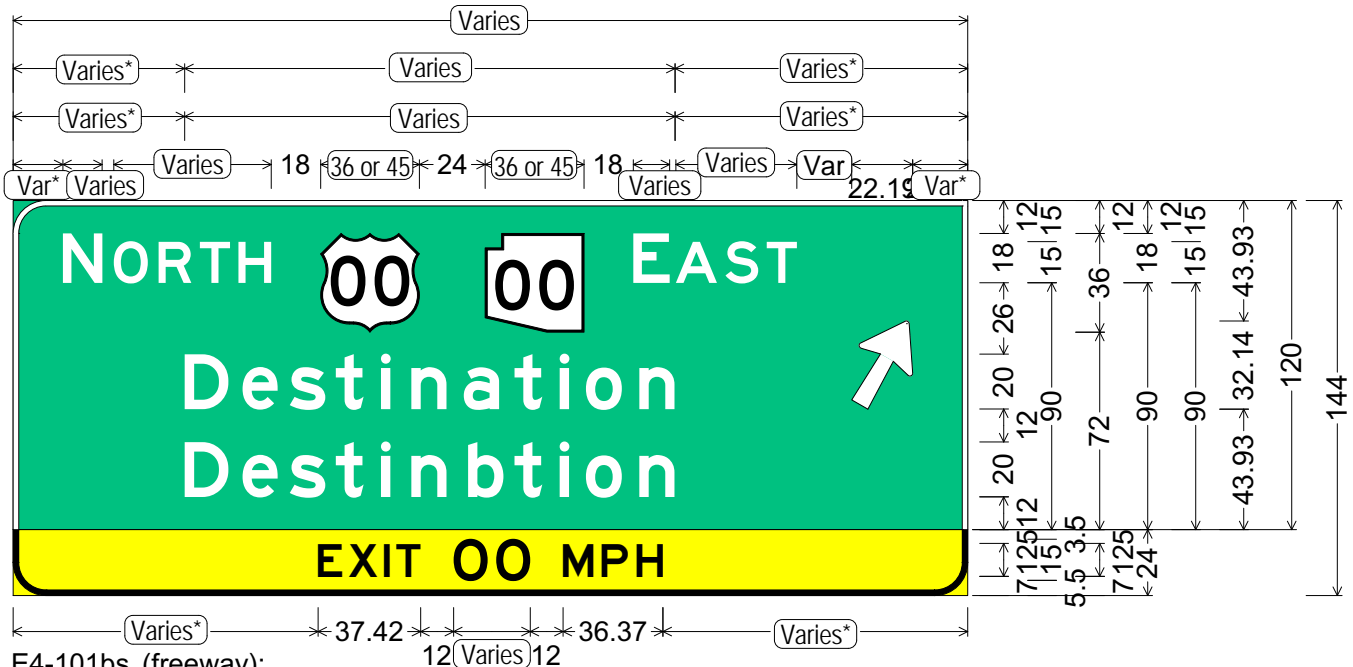 Varies
Varies* Varies Varies*
Varies* Varies Varies*
Varies 18 36 or 45 24 36 or 45 18 Varies Var
Var* Varies Varies 22.19 Var*
NORTH 00 00 EAST
Destination
Destinbtion
EXIT 00 MPH
12 18 26 20 12 20 12 5 12 7
15 15 90 15
36 72 3.5 5.5
12 18 90 5 12 7
12 15 15 90 24
43.93 32.14 43.93
120
144
Varies* 37.42 36.37 Varies*
12 Varies 12
E4-101bs (freeway):